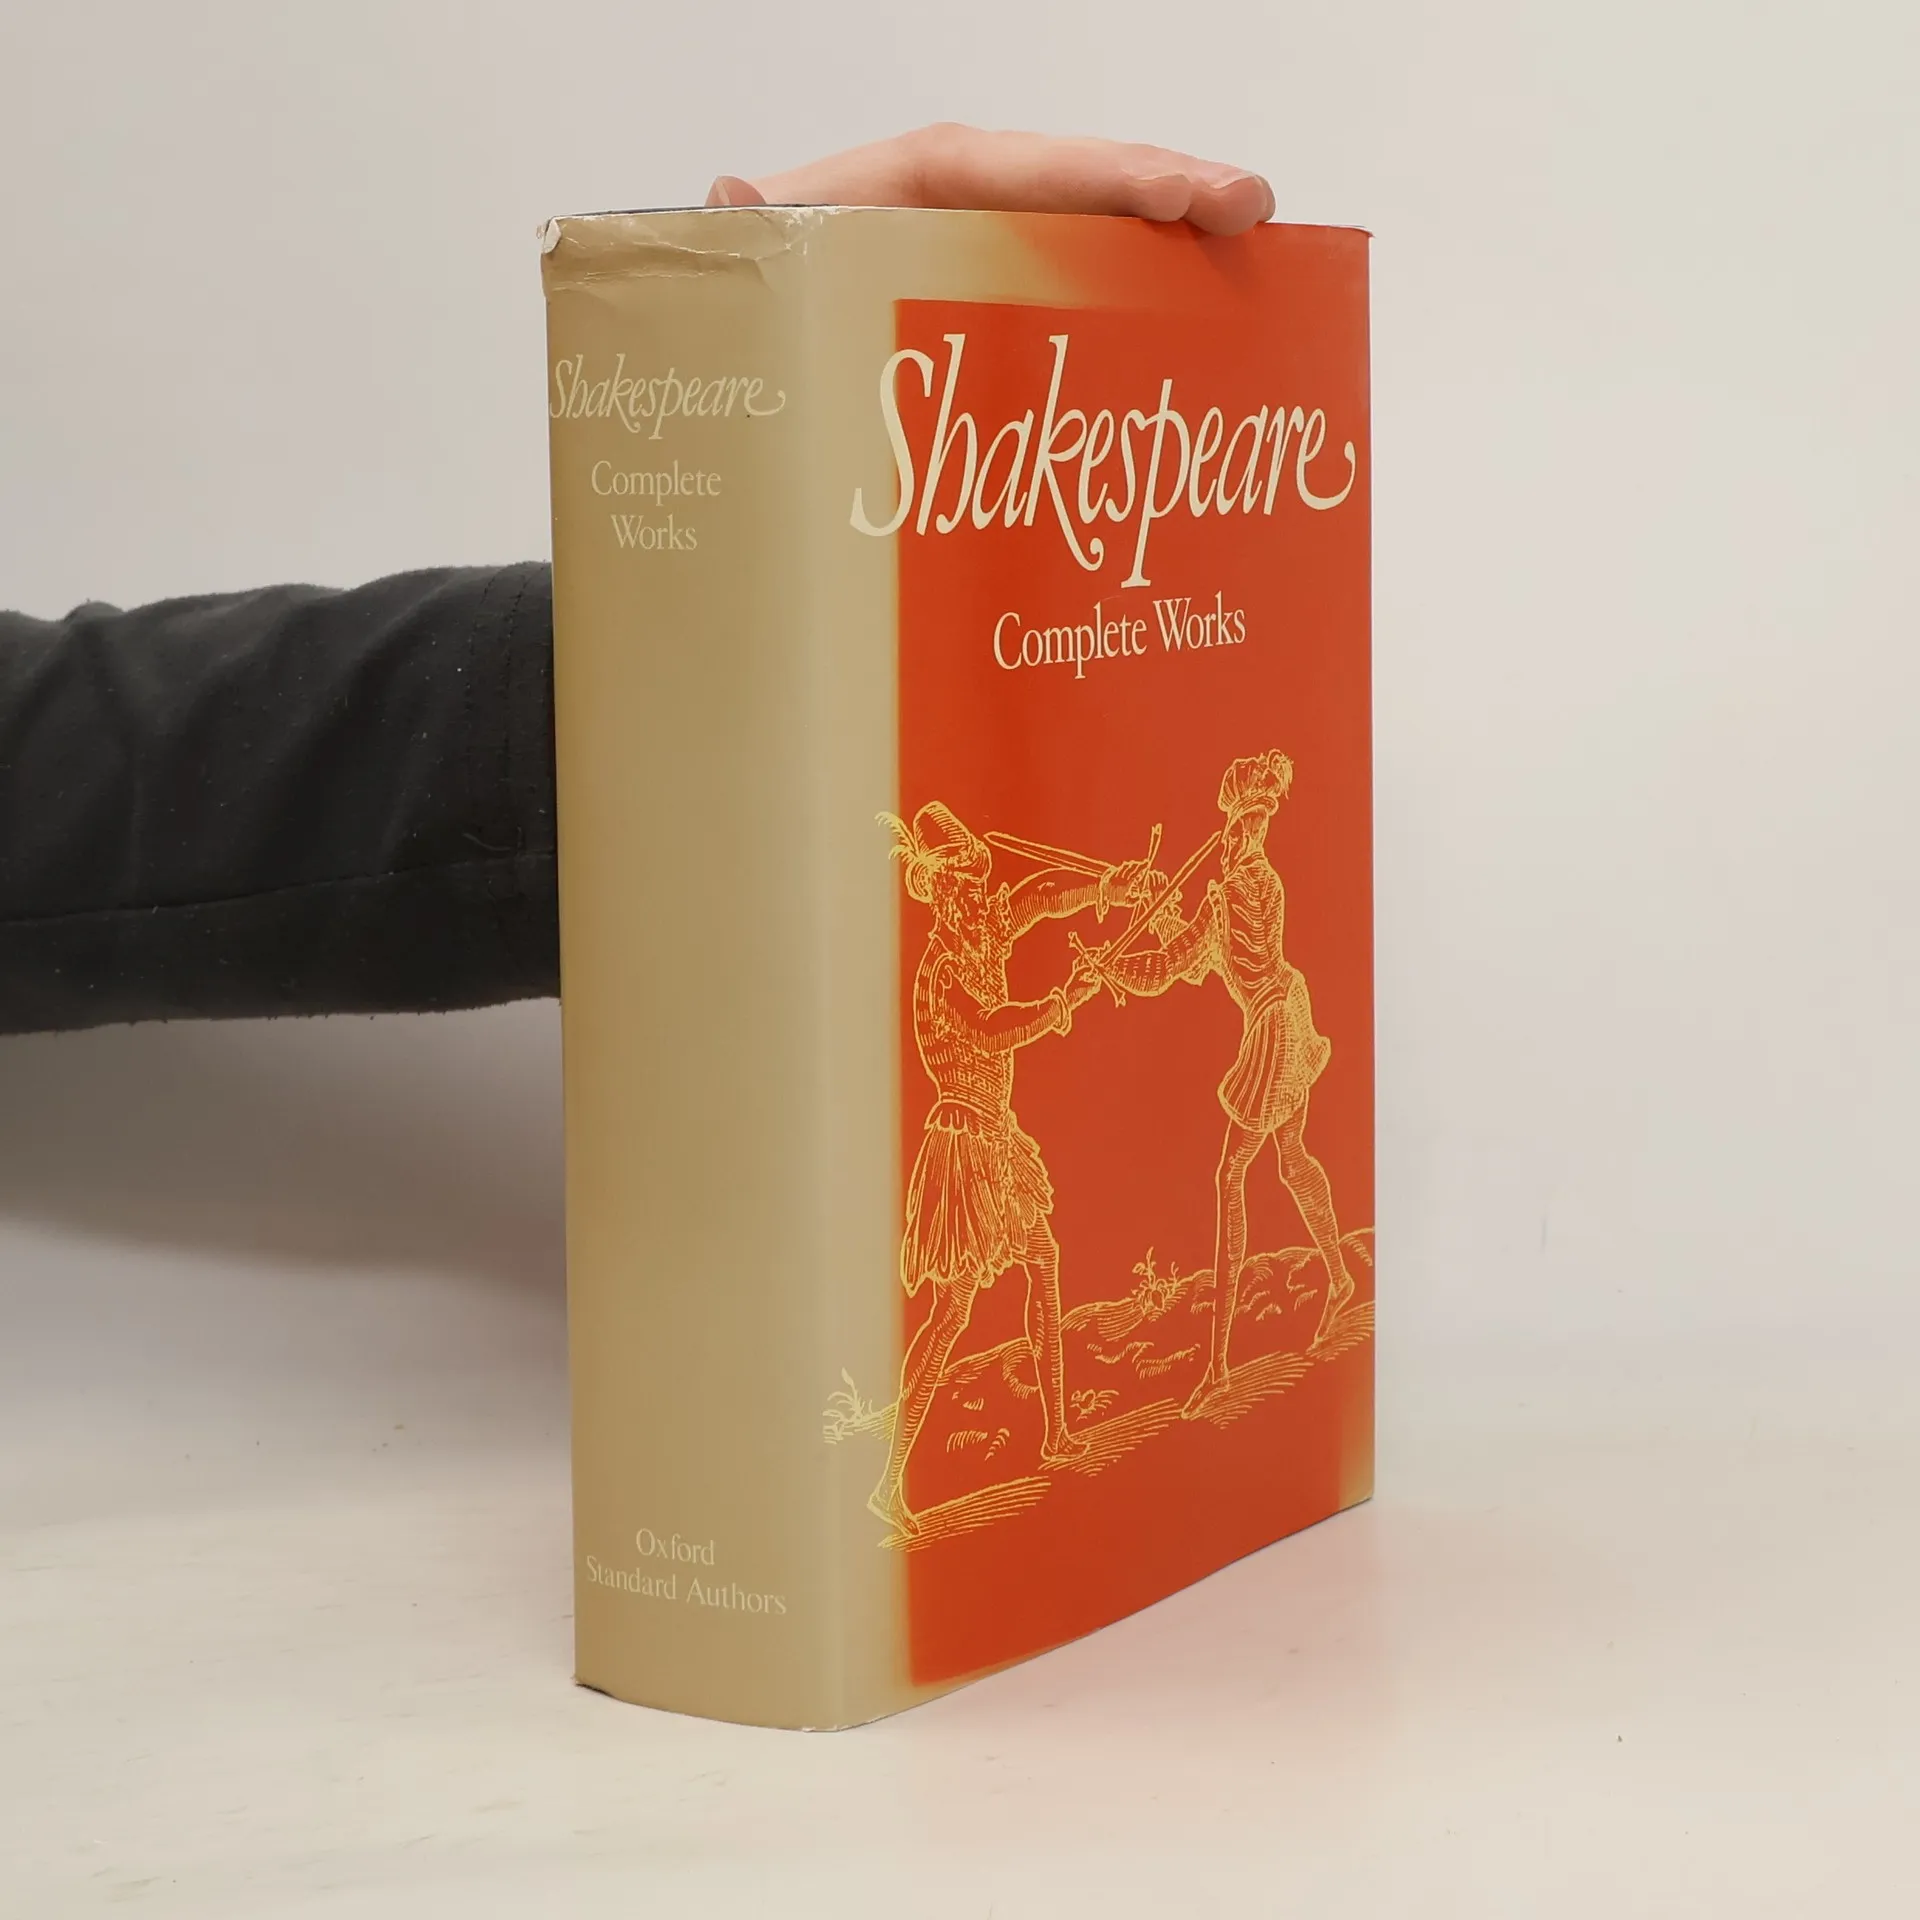 Shakespeare
Complete
Works
Oxford
Standard Authors
Shakespeare
Complete Works